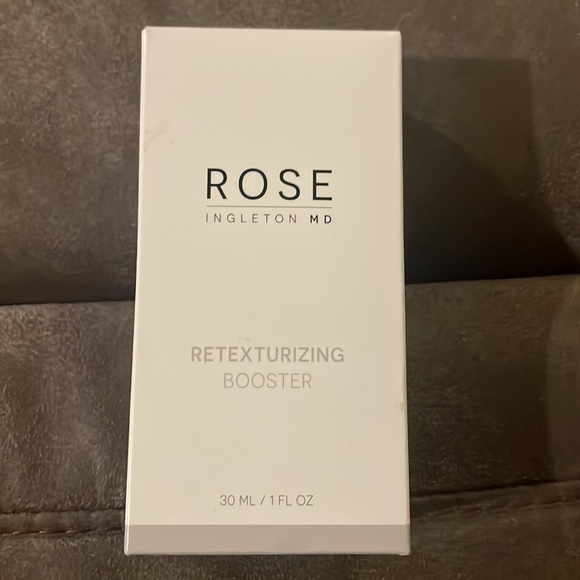 ROSE
INGLETON MD
RETEXTURIZING
BOOSTER
30 ML / 1 FL OZ